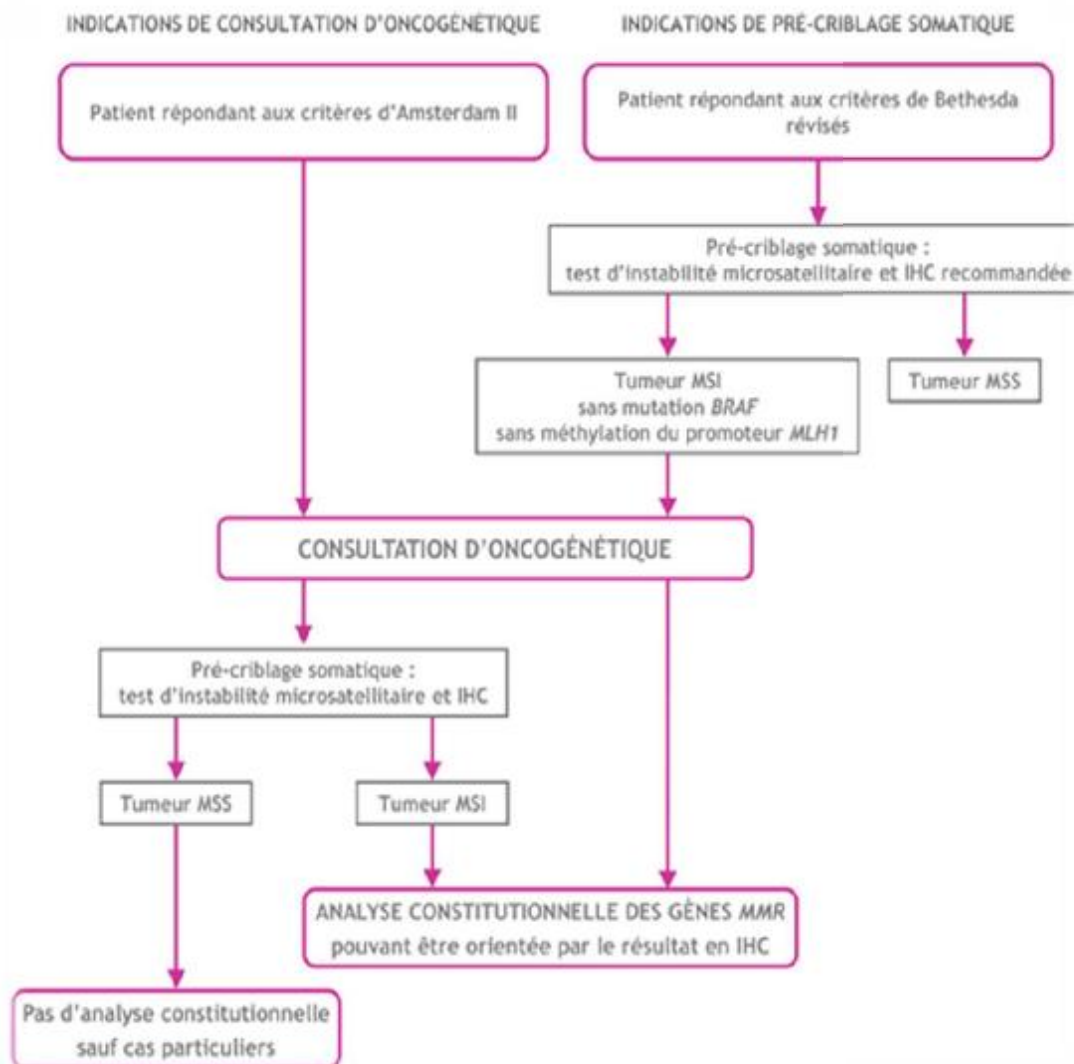 INDICATIONS DE CONSULTATION D'ONCOGÉNÉTIQUE
INDICATIONS DE PRÉ-CRIBLAGE SOMATIQUE
Patient répondant aux critères d'Amsterdam II
Patient répondant aux critères de Bethesda
révisés
Pré-criblage somatique :
test d'instabilité microsatellitaire et IHC recommandée
Tumeur MSI
sans mutation BRAF
sans méthylation du promoteur MLH1
Tumeur MSS
CONSULTATION D'ONCOGÉNÉTIQUE
Pré-criblage somatique :
test d'instabilité microsatellitaire et IHC
Tumeur MSS
Tumeur MSI
ANALYSE CONSTITUTIONNELLE DES GÈNES MMR
pouvant être orientée par le résultat en IHC
Pas d'analyse constitutionnelle
sauf cas particuliers